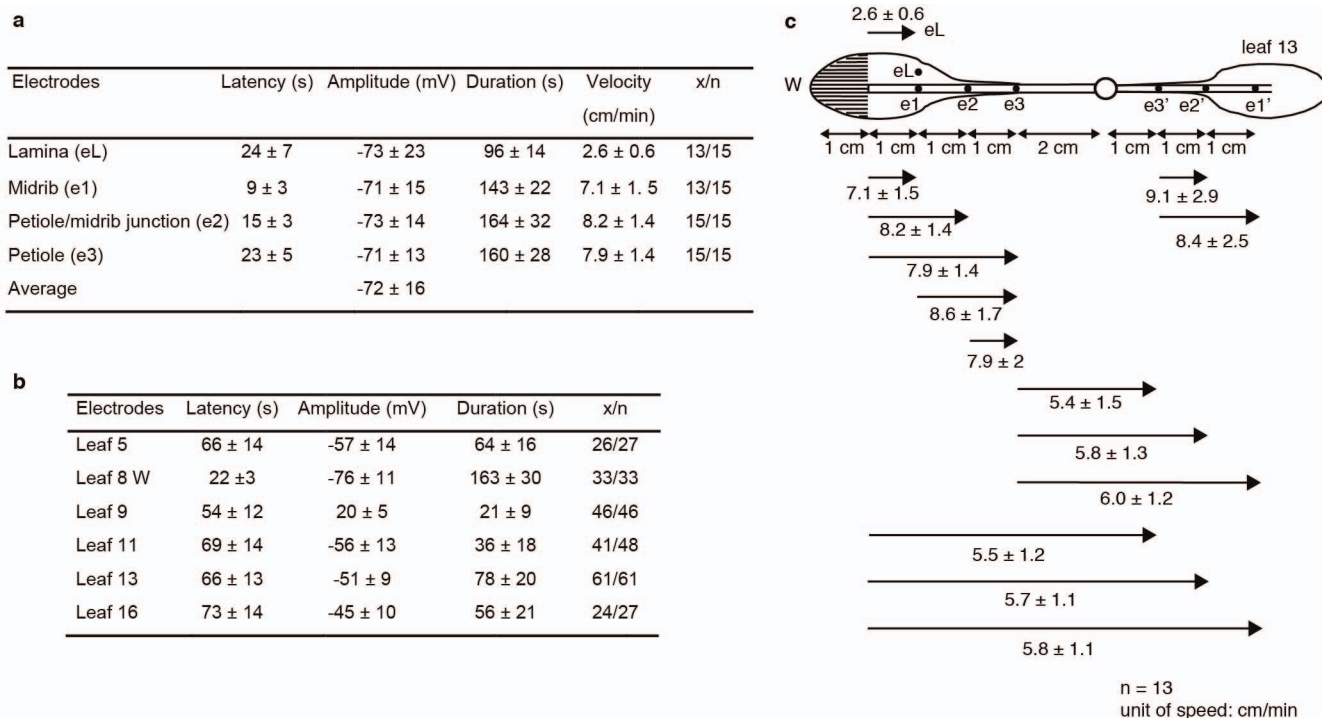 a
Electrodes Latency (s) Amplitude (mV) Duration (s) Velocity x/n
(cm/min)
Lamina (eL) 24 ± 7 -73 ± 23 96 ± 14 2.6 ± 0.6 13/15
Midrib (e1) 9 ± 3 -71 ± 15 143 ± 22 7.1 ± 1. 5 13/15
Petiole/midrib junction (e2) 15 ± 3 -73 ± 14 164 ± 32 8.2 ± 1.4 15/15
Petiole (e3) 23 ± 5 -71 ± 13 160 ± 28 7.9 ± 1.4 15/15
Average -72 ± 16
b
Electrodes Latency (s) Amplitude (mV) Duration (s) x/n
Leaf 5 66 ± 14 -57 ± 14 64 ± 16 26/27
Leaf 8 W 22 ±3 -76 ± 11 163 ± 30 33/33
Leaf 9 54 ± 12 20 ± 5 21 ± 9 46/46
Leaf 11 69 ± 14 -56 ± 13 36 ± 18 41/48
Leaf 13 66 ± 13 -51 ± 9 78 ± 20 61/61
Leaf 16 73 ± 14 -45 ± 10 56 ± 21 24/27
c
2.6 ± 0.6
eL
leaf 13
eL
W
e1 e2 e3 e3' e2' e1'
1 cm 1 cm 1 cm 1 cm 2 cm 1 cm 1 cm 1 cm
7.1 ± 1.5 9.1 ± 2.9
8.2 ± 1.4 8.4 ± 2.5
7.9 ± 1.4
8.6 ± 1.7
7.9 ± 2
5.4 ± 1.5
5.8 ± 1.3
6.0 ± 1.2
5.5 ± 1.2
5.7 ± 1.1
5.8 ± 1.1
n = 13
unit of speed: cm/min